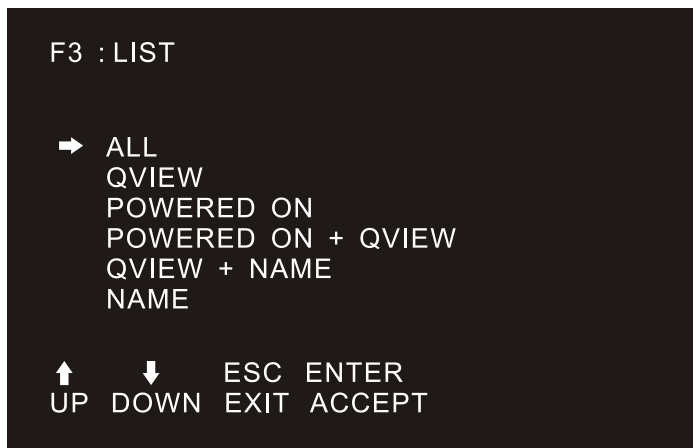 F3 : LIST
➡ ALL
QVIEW
POWERED ON
POWERED ON + QVIEW
QVIEW + NAME
NAME
⬆ ⬇ ESC ENTER
UP DOWN EXIT ACCEPT